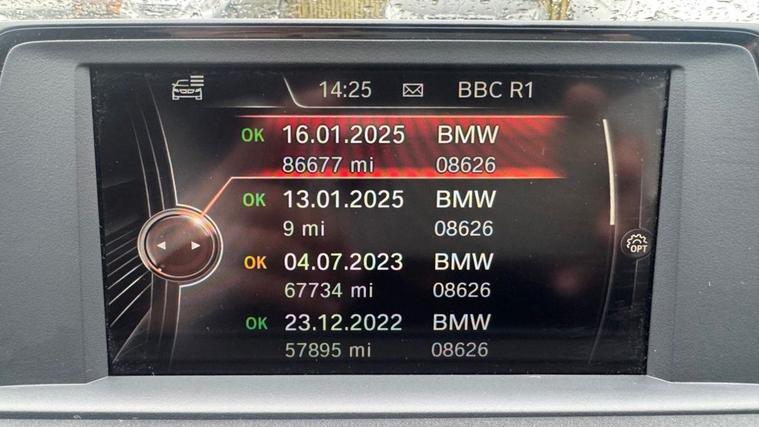 14:25 BBC R1
OK 16.01.2025 BMW
86677 mi 08626
OK 13.01.2025 BMW
9 mi 08626
OK 04.07.2023 BMW
67734 mi 08626
OK 23.12.2022 BMW
57895 mi 08626
OPT